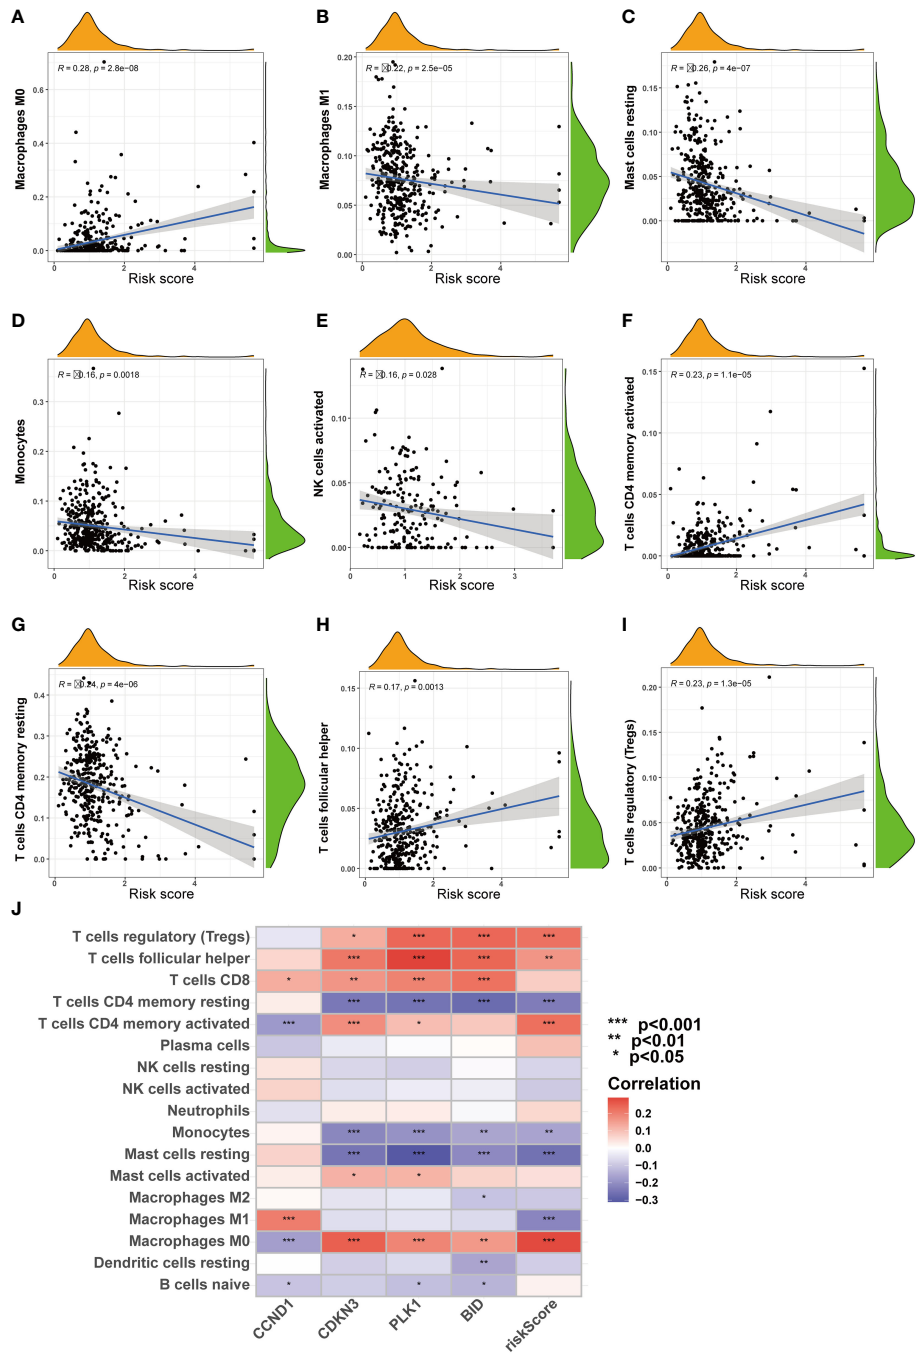 A
R = 0.28, p = 2.8e−08
Macrophages M0
0.6
0.4
0.2
0.0
0 2 4
Risk score
B
R = ☒0.22, p = 2.5e−05
Macrophages M1
0.20
0.15
0.10
0.05
0.00
0 2 4
Risk score
C
R = ☒0.26, p = 4e−07
Mast cells resting
0.15
0.10
0.05
0.00
0 2 4
Risk score
D
R = ☒0.16, p = 0.0018
Monocytes
0.3
0.2
0.1
0.0
0 2 4
Risk score
E
R = ☒0.16, p = 0.028
NK cells activated
0.10
0.05
0.00
0 1 2 3
Risk score
F
R = 0.23, p = 1.1e−05
T cells CD4 memory activated
0.15
0.10
0.05
0.00
0 2 4
Risk score
G
R = ☒0.24, p = 4e−06
T cells CD4 memory resting
0.4
0.3
0.2
0.1
0.0
0 2 4
Risk score
H
R = 0.17, p = 0.0013
T cells follicular helper
0.15
0.10
0.05
0.00
0 2 4
Risk score
I
R = 0.23, p = 1.3e−05
T cells regulatory (Tregs)
0.20
0.15
0.10
0.05
0.00
0 2 4
Risk score
J
T cells regulatory (Tregs) * *** *** ***
T cells follicular helper *** *** *** **
T cells CD8 * ** *** ***
T cells CD4 memory resting *** *** *** ***
T cells CD4 memory activated *** *** * ***
Plasma cells
NK cells resting
NK cells activated
Neutrophils
Monocytes *** *** ** **
Mast cells resting *** *** *** ***
Mast cells activated * *
Macrophages M2 *
Macrophages M1 *** ***
Macrophages M0 *** *** *** ** ***
Dendritic cells resting **
B cells naive * * *
CCND1 CDKN3 PLK1 BID riskScore
*** p<0.001
** p<0.01
* p<0.05
Correlation
0.2
0.1
0.0
−0.1
−0.2
−0.3